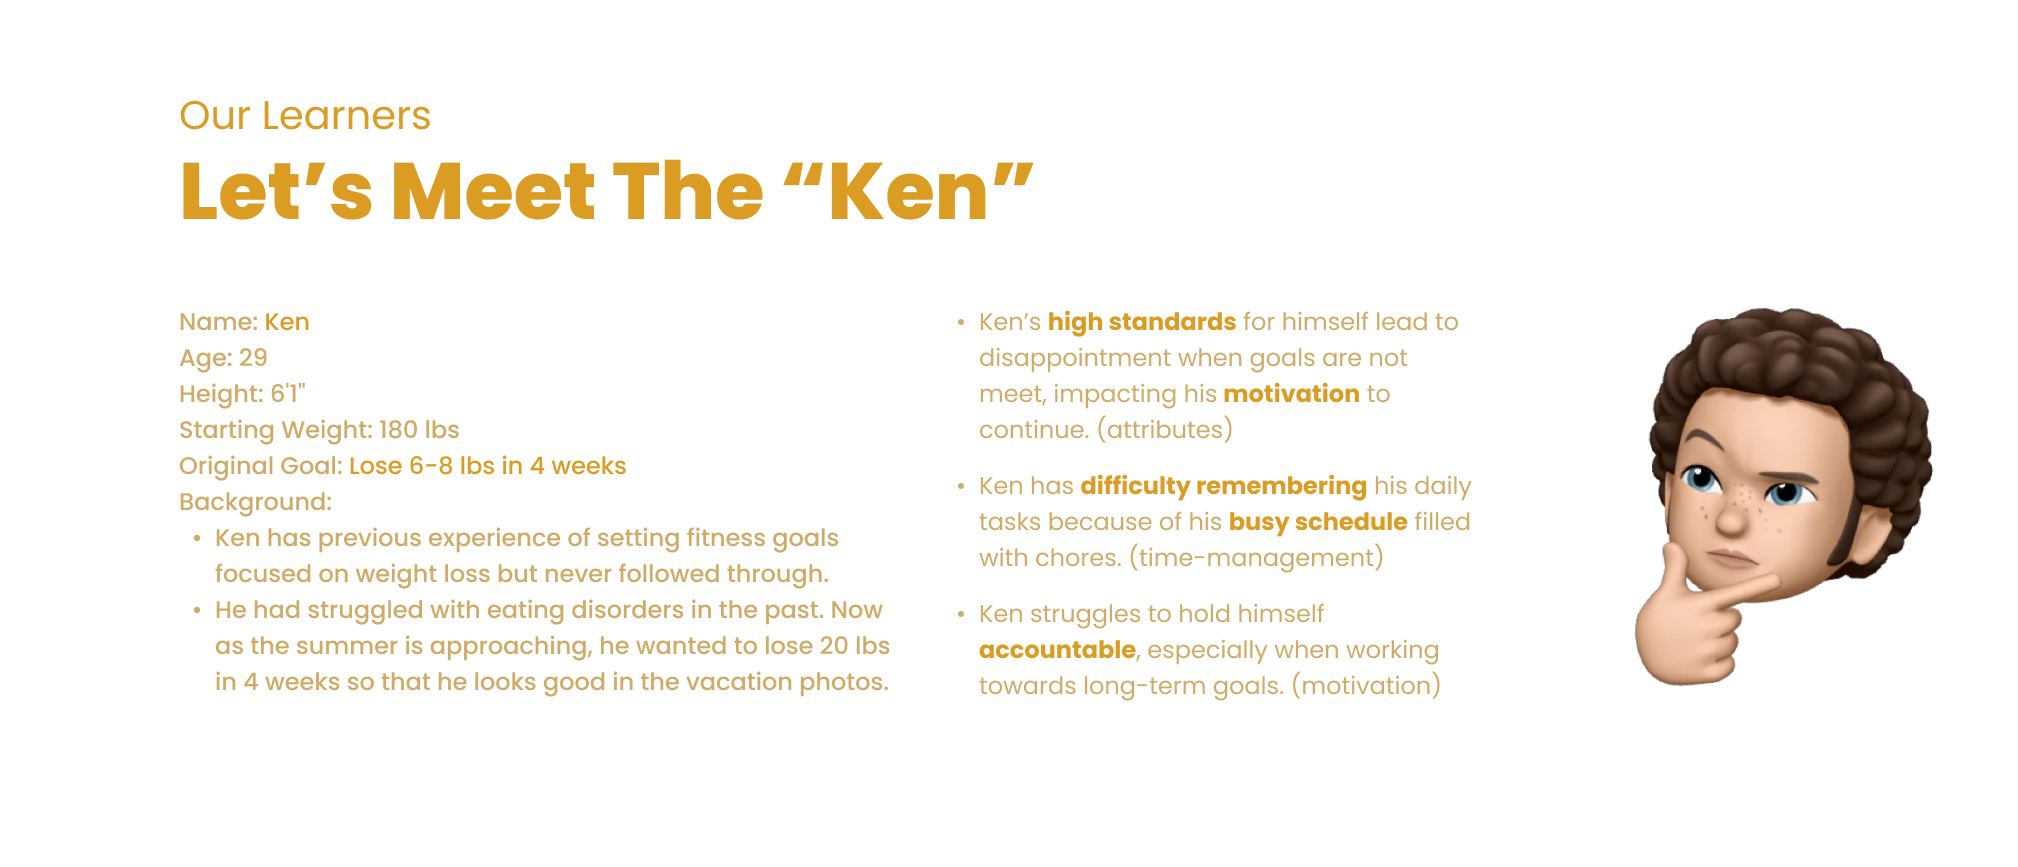 Our Learners
Let’s Meet The “Ken”
Name: Ken
Age: 29
Height: 6'1"
Starting Weight: 180 lbs
Original Goal: Lose 6-8 lbs in 4 weeks
Background:
• Ken has previous experience of setting fitness goals
focused on weight loss but never followed through.
• He had struggled with eating disorders in the past. Now
as the summer is approaching, he wanted to lose 20 lbs
in 4 weeks so that he looks good in the vacation photos.
• Ken’s high standards for himself lead to
disappointment when goals are not
meet, impacting his motivation to
continue. (attributes)
• Ken has difficulty remembering his daily
tasks because of his busy schedule filled
with chores. (time-management)
• Ken struggles to hold himself
accountable, especially when working
towards long-term goals. (motivation)